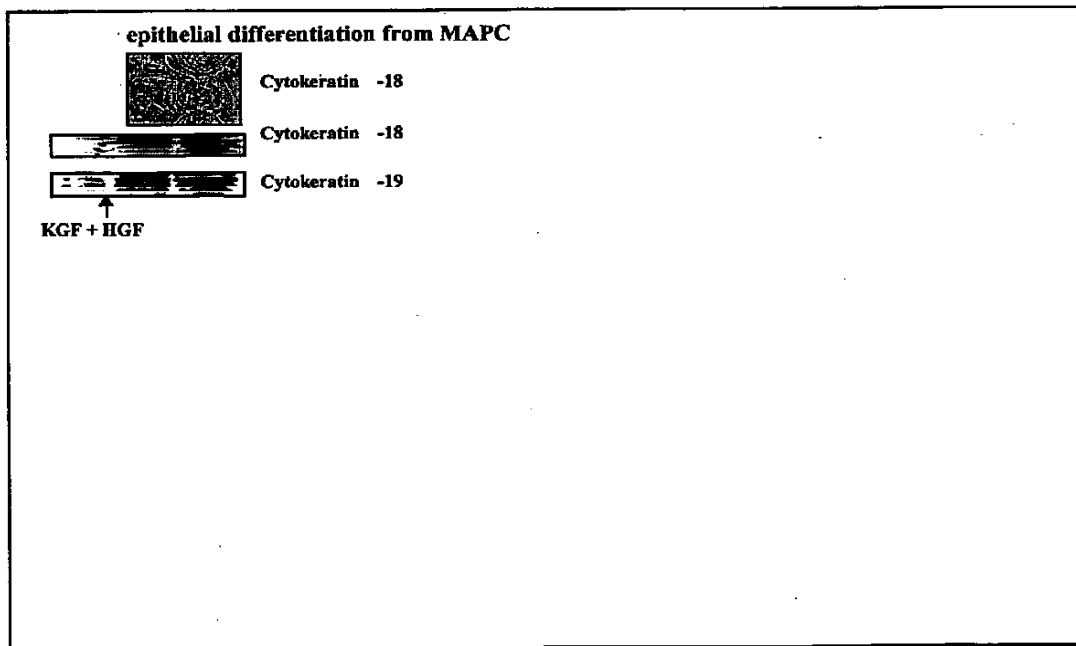 epithelial differentiation from MAPC
Cytokeratin -18
Cytokeratin -18
Cytokeratin -19
KGF + HGF